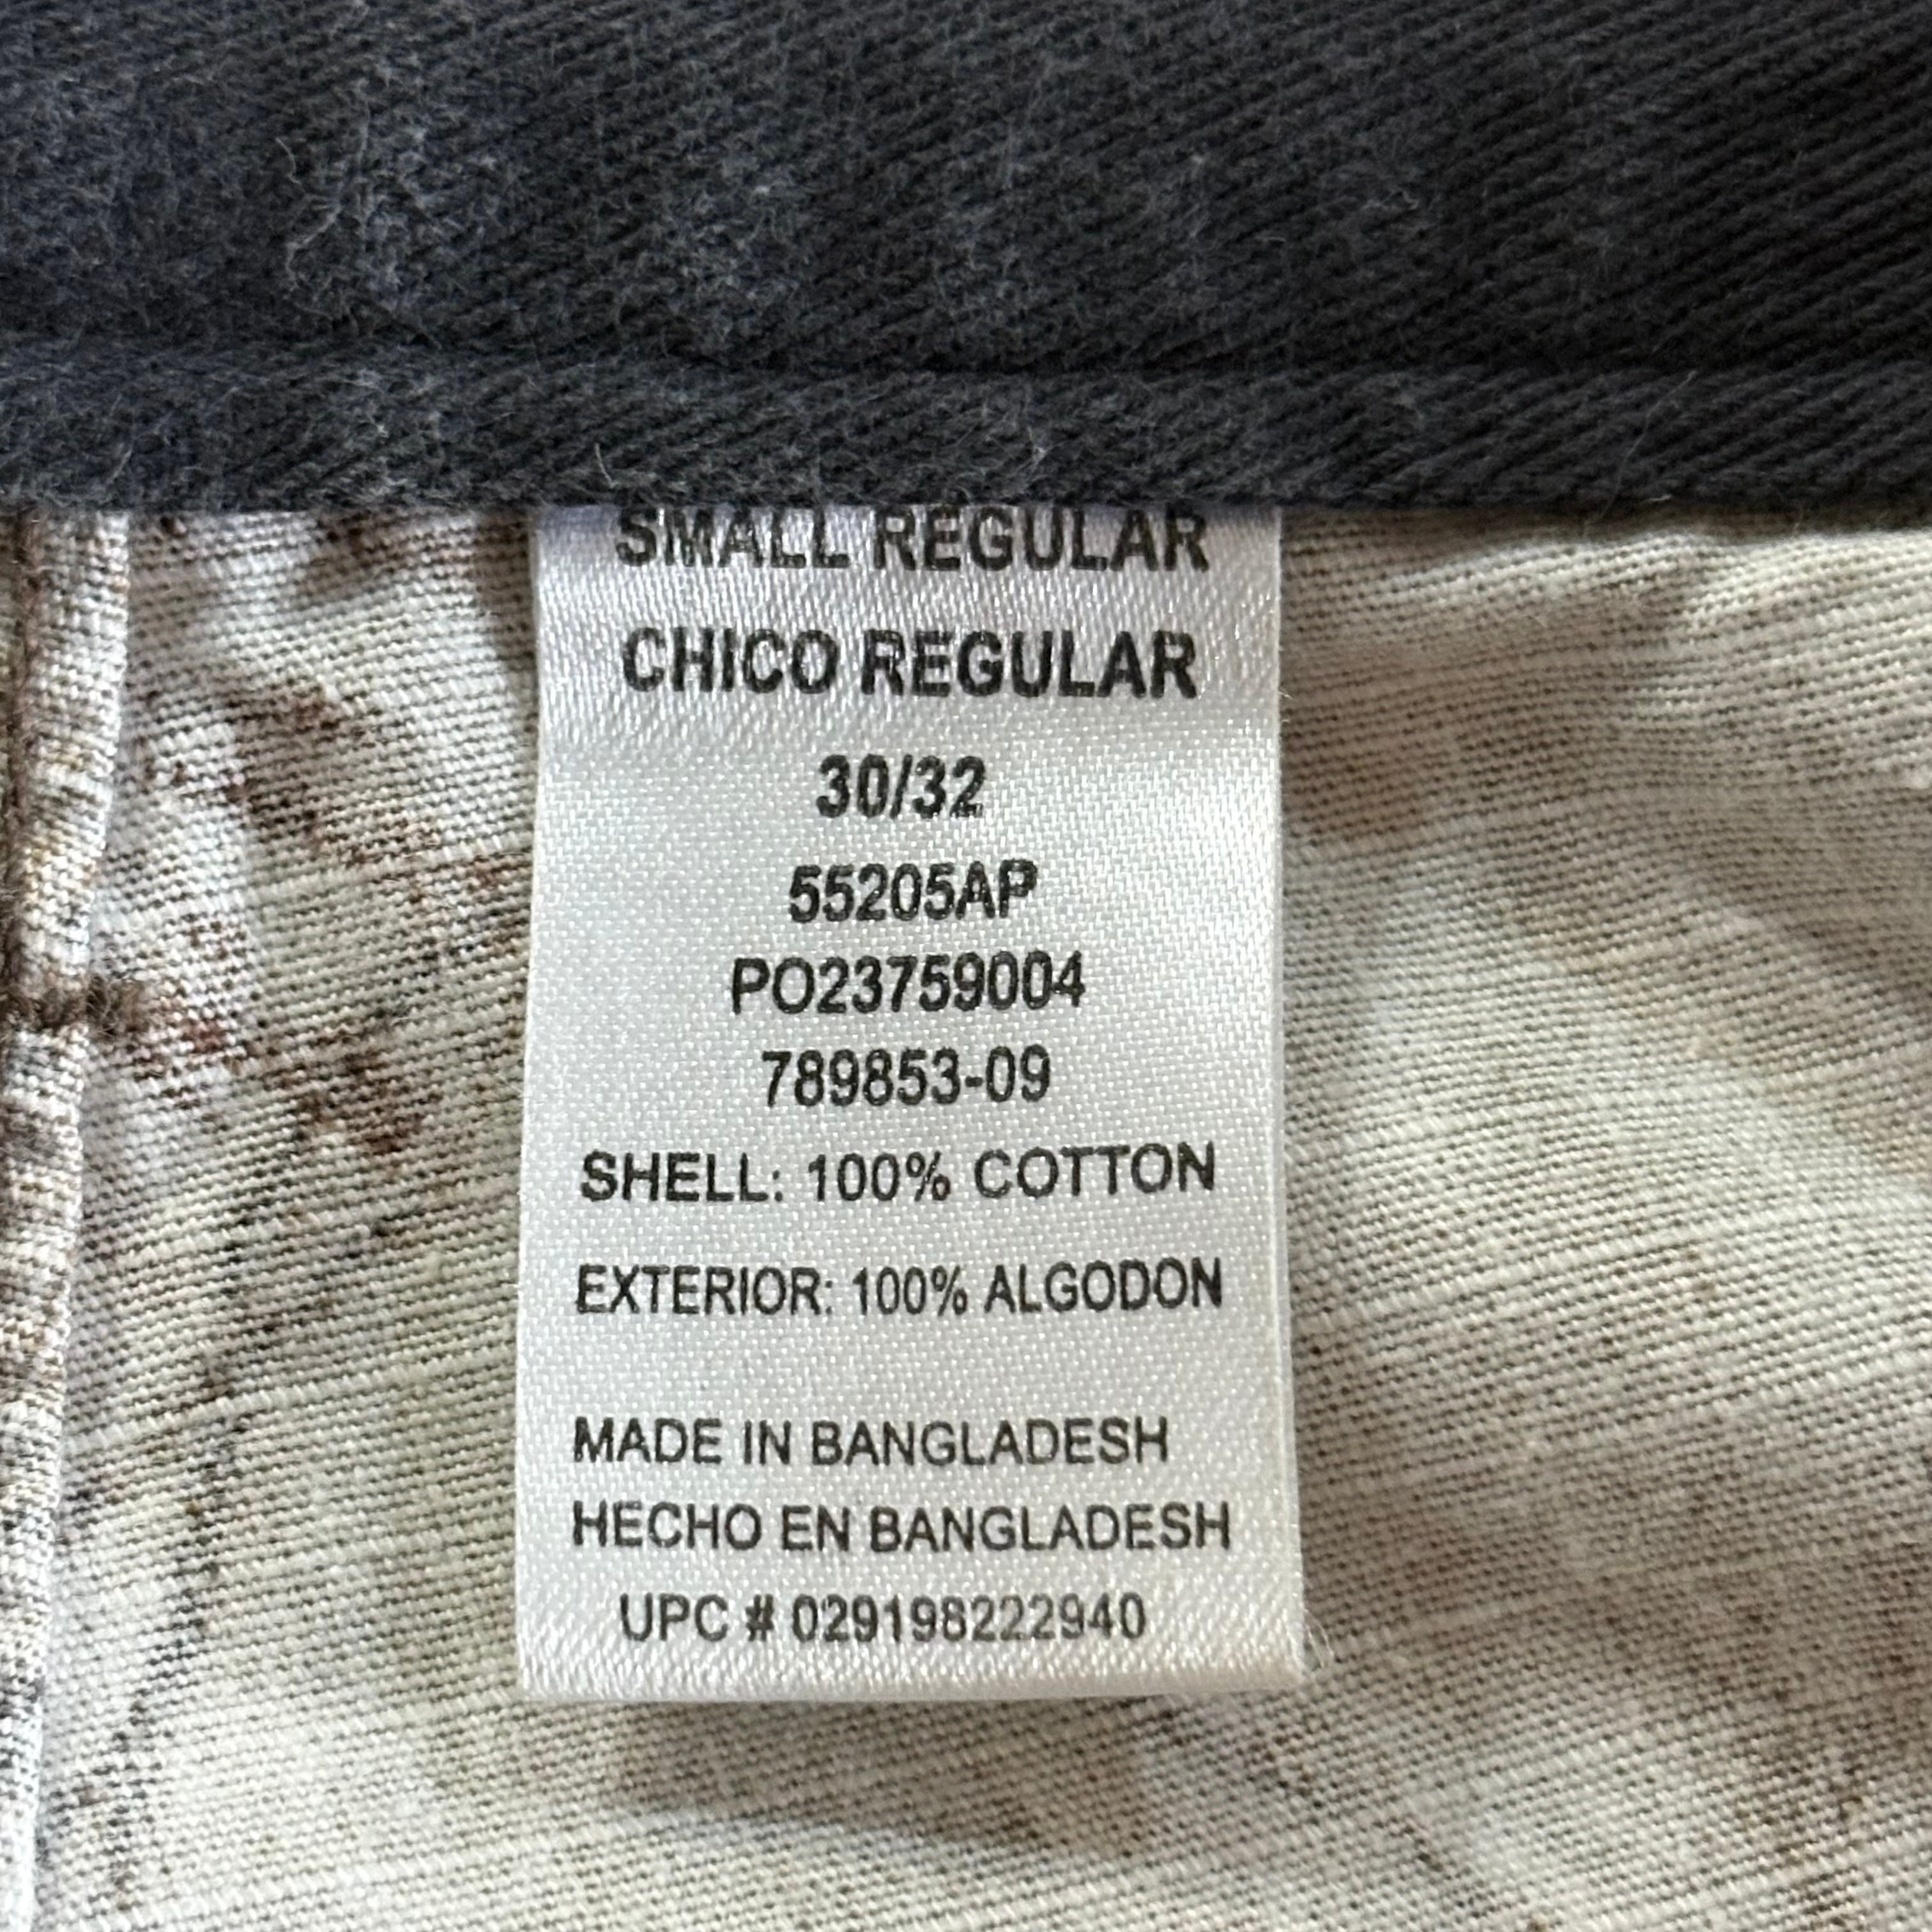 SMALL REGULAR
CHICO REGULAR
30/32
55205AP
PO23759004
789853-09
SHELL: 100% COTTON
EXTERIOR: 100% ALGODON
MADE IN BANGLADESH
HECHO EN BANGLADESH
UPC # 029198222940